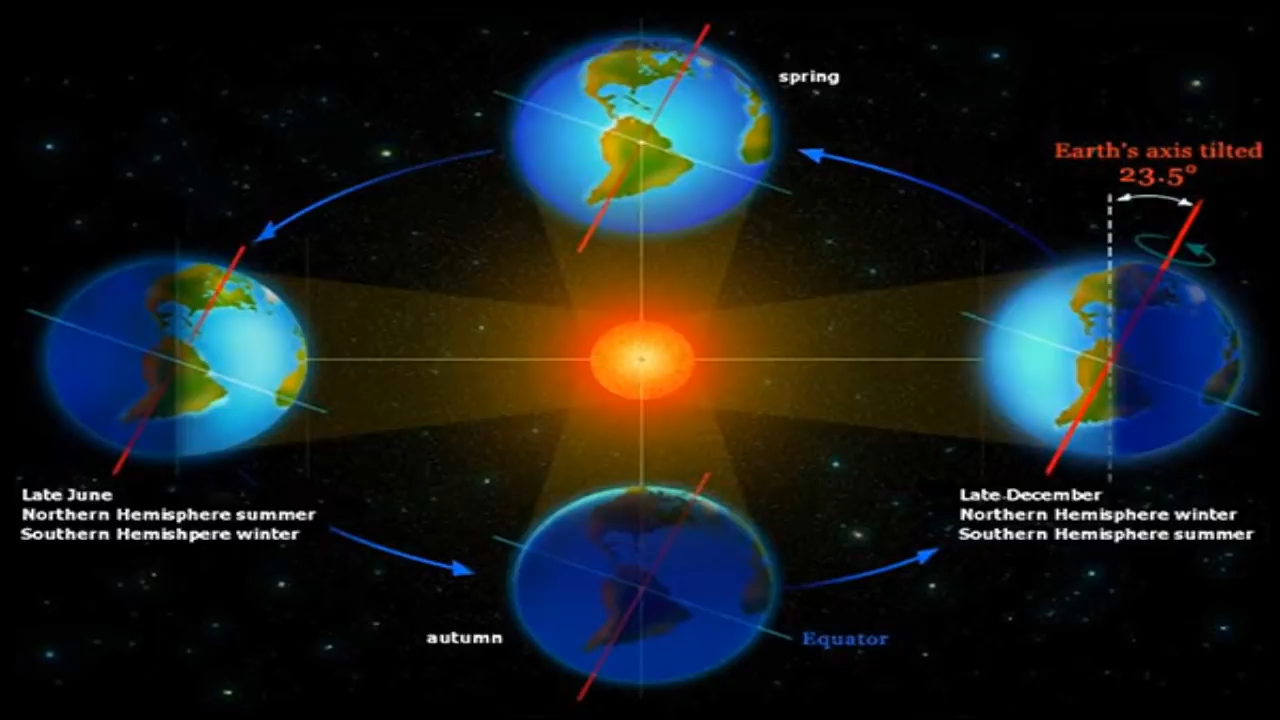 spring
Earth's axis tilted
23.5°
Late June
Northern Hemisphere summer
Southern Hemishpere winter
Late December
Northern Hemisphere winter
Southern Hemisphere summer
autumn
Equator